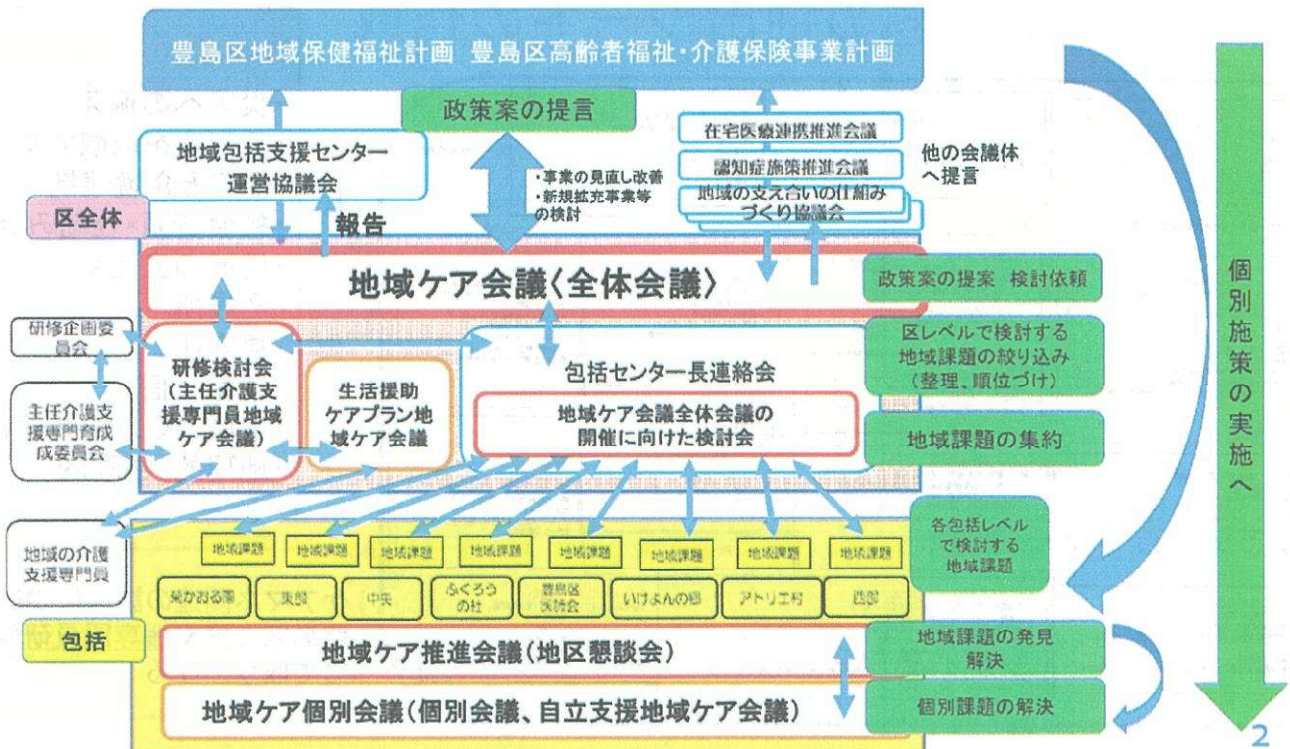 豊島区地域保健福祉計画 豊島区高齢者福祉・介護保険事業計画
政策案の提言
地域包括支援センター
運営協議会
・事業の見直し改善
・新規拡充事業等
の検討
在宅医療連携推進会議
認知症施策推進会議
地域の支え合いの仕組み
づくり協議会
他の会議体
へ提言
区全体
報告
地域ケア会議〈全体会議〉
政策案の提案 検討依頼
研修企画委
員会
主任介護支
援専門育成
成委員会
研修検討会
(主任介護支
援専門員地域
ケア会議)
生活援助
ケアプラン地
域ケア会議
包括センター長連絡会
地域ケア会議全体会議の
開催に向けた検討会
区レベルで検討する
地域課題の絞り込み
(整理、順位づけ)
地域課題の集約
地域の介護
支援専門員
地域課題
地域課題
地域課題
地域課題
地域課題
地域課題
地域課題
地域課題
各包括レベル
で検討する
地域課題
菊かおる園
東部
中央
ふくろう
の杜
豊島区
医師会
いけよんの郷
アトリエ村
西部
包括
地域ケア推進会議(地区懇談会)
地域課題の発見
解決
地域ケア個別会議(個別会議、自立支援地域ケア会議)
個別課題の解決
個別施策の実施へ
2